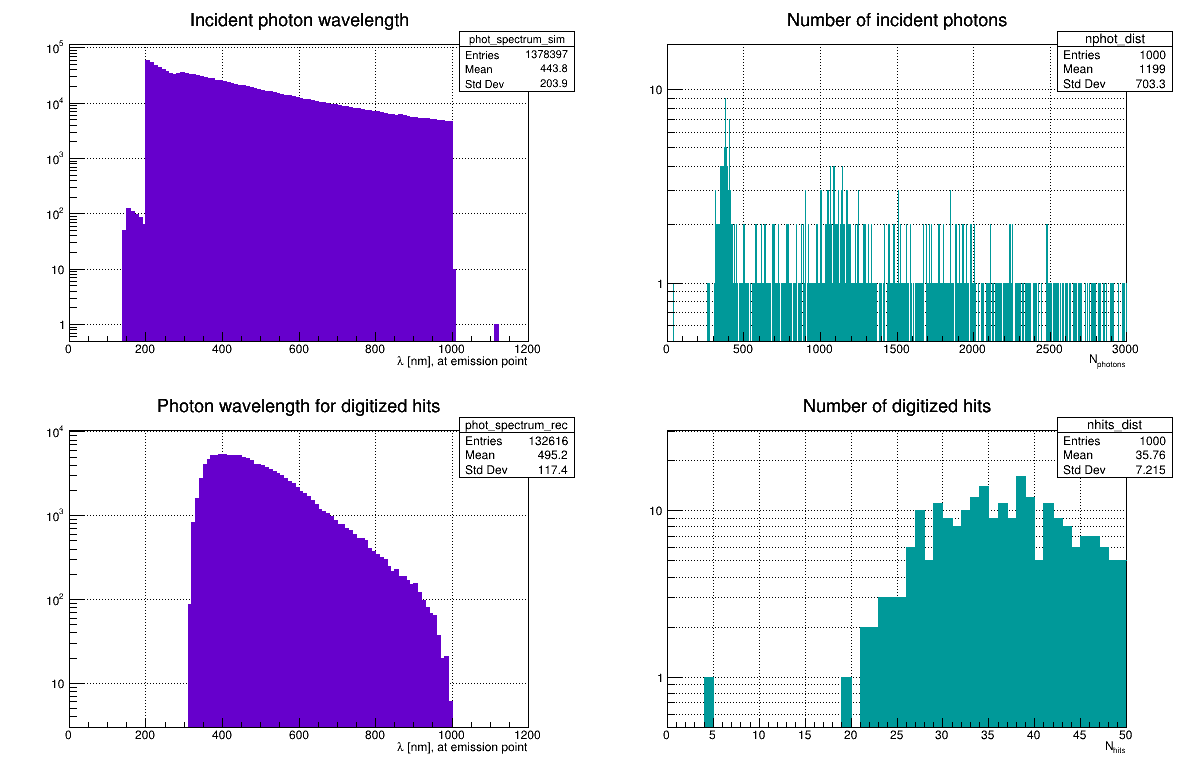 Incident photon wavelength
phot_spectrum_sim
Entries 1378397
Mean 443.8
Std Dev 203.9
10^5
10^4
10^3
10^2
10
1
0 200 400 600 800 1000 1200
λ [nm], at emission point
Number of incident photons
nphot_dist
Entries 1000
Mean 1199
Std Dev 703.3
10
1
0 500 1000 1500 2000 2500 3000
N_photons
Photon wavelength for digitized hits
phot_spectrum_rec
Entries 132616
Mean 495.2
Std Dev 117.4
10^4
10^3
10^2
10
0 200 400 600 800 1000 1200
λ [nm], at emission point
Number of digitized hits
nhits_dist
Entries 1000
Mean 35.76
Std Dev 7.215
10
1
0 5 10 15 20 25 30 35 40 45 50
N_hits